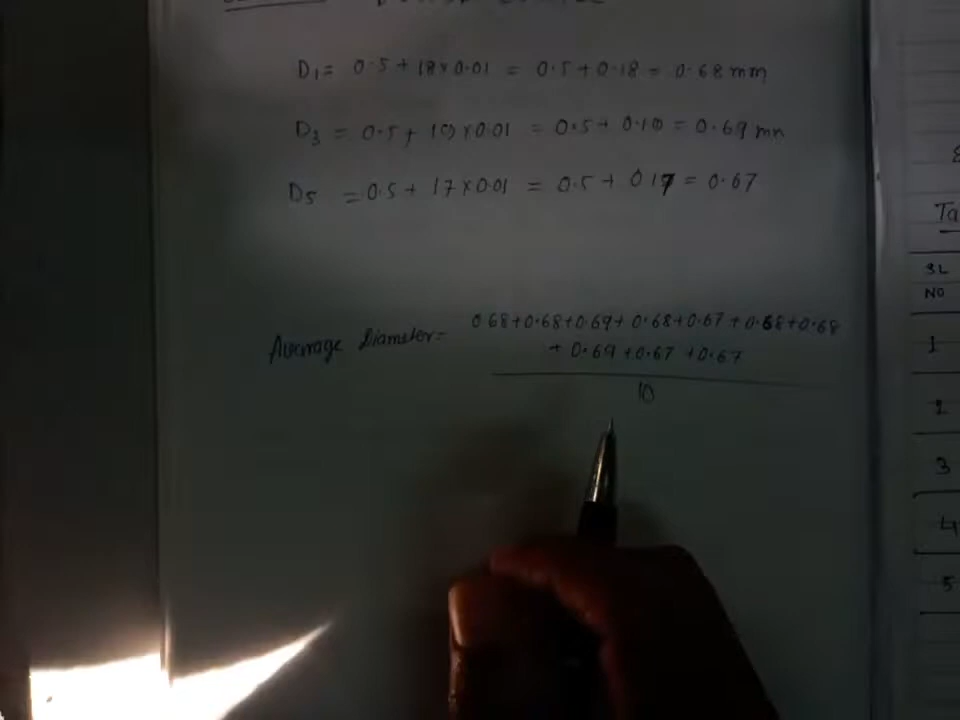 D1 = 0.5 + 18 x 0.01 = 0.5 + 0.18 = 0.68 mm
D3 = 0.5 + 19 x 0.01 = 0.5 + 0.19 = 0.69 mm
D5 = 0.5 + 17 x 0.01 = 0.5 + 017 = 0.67
Average Diameter = 0.68+0.68+0.69+0.68+0.67+0.68+0.68
+ 0.69 + 0.67 + 0.67
10
Ta
SL
NO
1
2
3
4
5